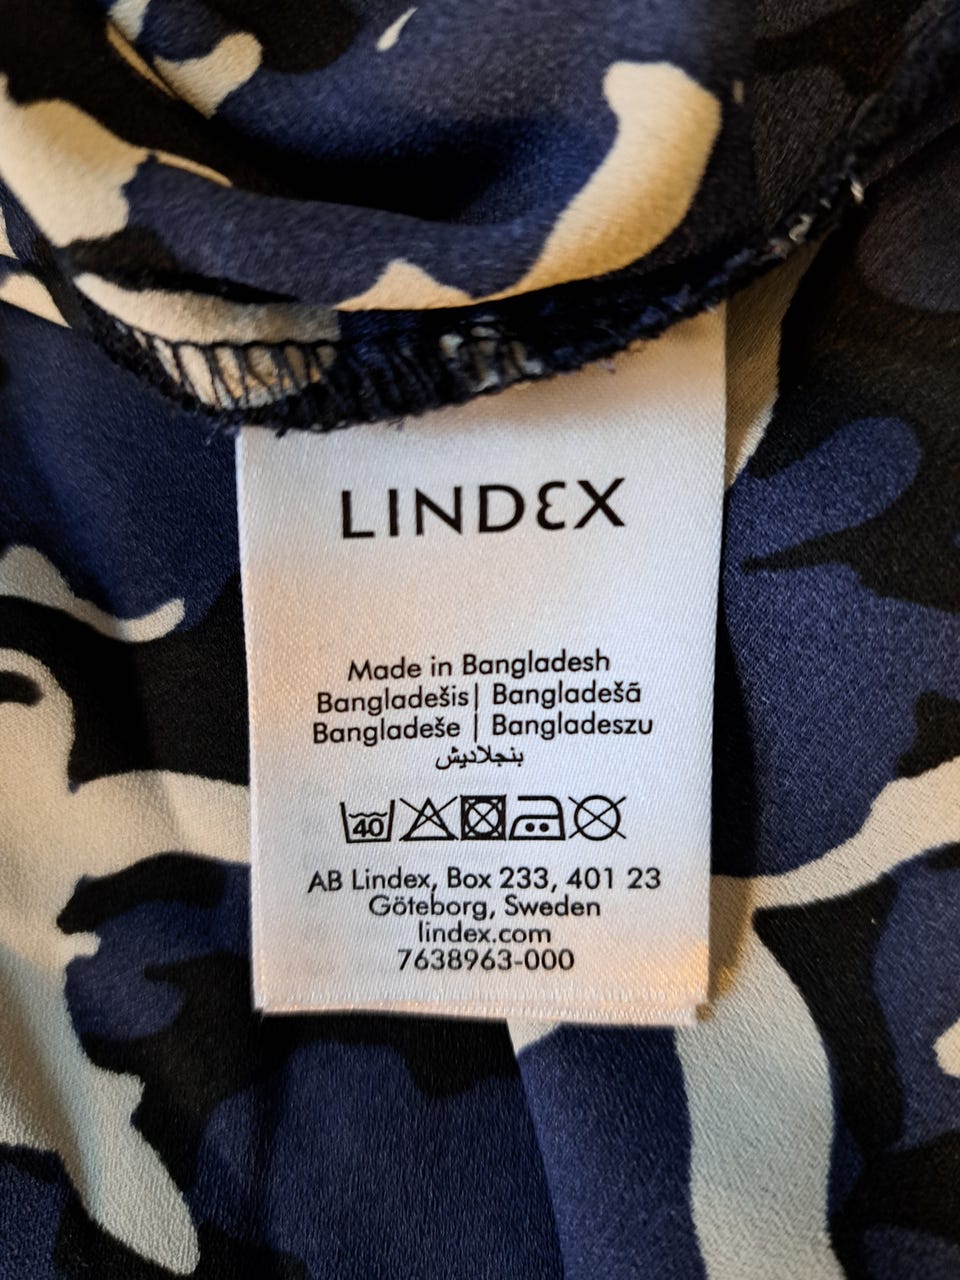 LINDEX
Made in Bangladesh
Bangladešis| Bangladešā
Bangladeše | Bangladeszu
بنجلاديش
40
AB Lindex, Box 233, 401 23
Göteborg, Sweden
lindex.com
7638963-000